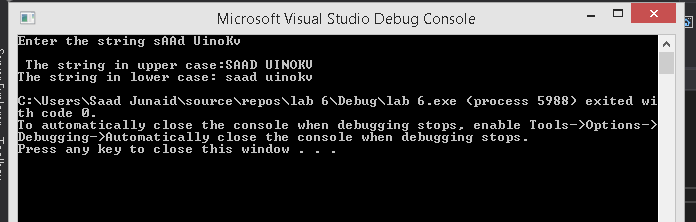 Microsoft Visual Studio Debug Console
Enter the string sAAd UinoKv
The string in upper case:SAAD UINOKV
The string in lower case: saad uinokv
C:\Users\Saad Junaid\source\repos\lab 6\Debug\lab 6.exe (process 5988) exited wi
th code 0.
To automatically close the console when debugging stops, enable Tools->Options->
Debugging->Automatically close the console when debugging stops.
Press any key to close this window . . .